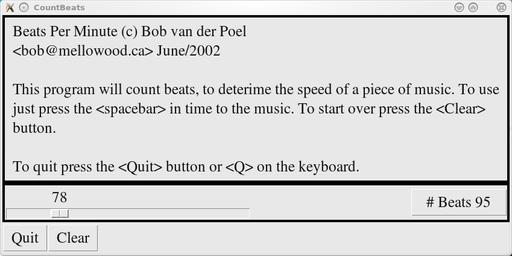 CountBeats
Beats Per Minute (c) Bob van der Poel
<bob@mellowood.ca> June/2002
This program will count beats, to deterime the speed of a piece of music. To use
just press the <spacebar> in time to the music. To start over press the <Clear>
button.
To quit press the <Quit> button or <Q> on the keyboard.
78
# Beats 95
Quit Clear